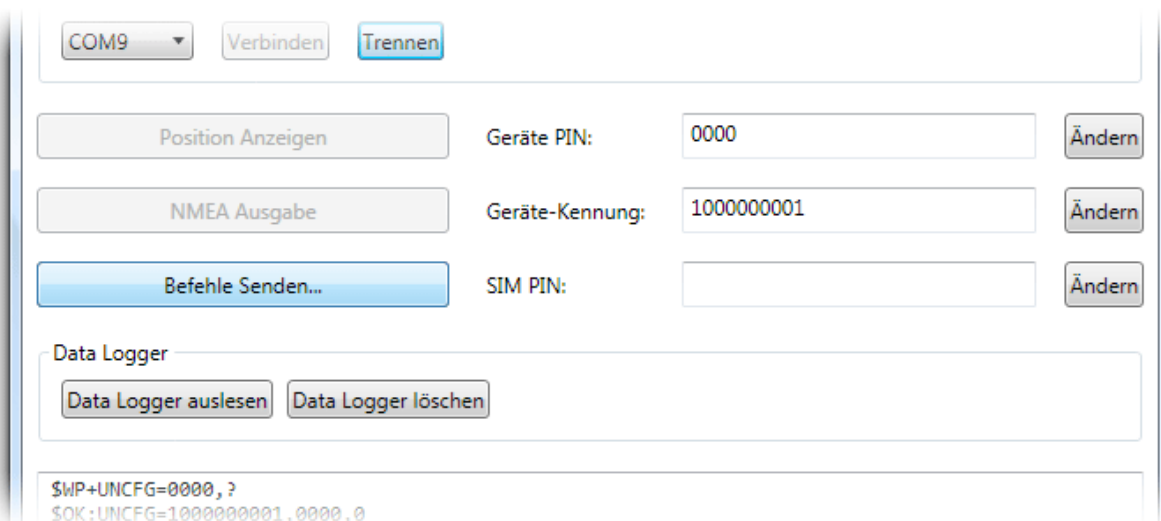 COM9 Verbinden Trennen
Position Anzeigen Geräte PIN: 0000 Ändern
NMEA Ausgabe Geräte-Kennung: 1000000001 Ändern
Befehle Senden... SIM PIN: Ändern
Data Logger
Data Logger auslesen Data Logger löschen
$WP+UNCFG=0000,?
$OK:UNCFG=1000000001,0000,0